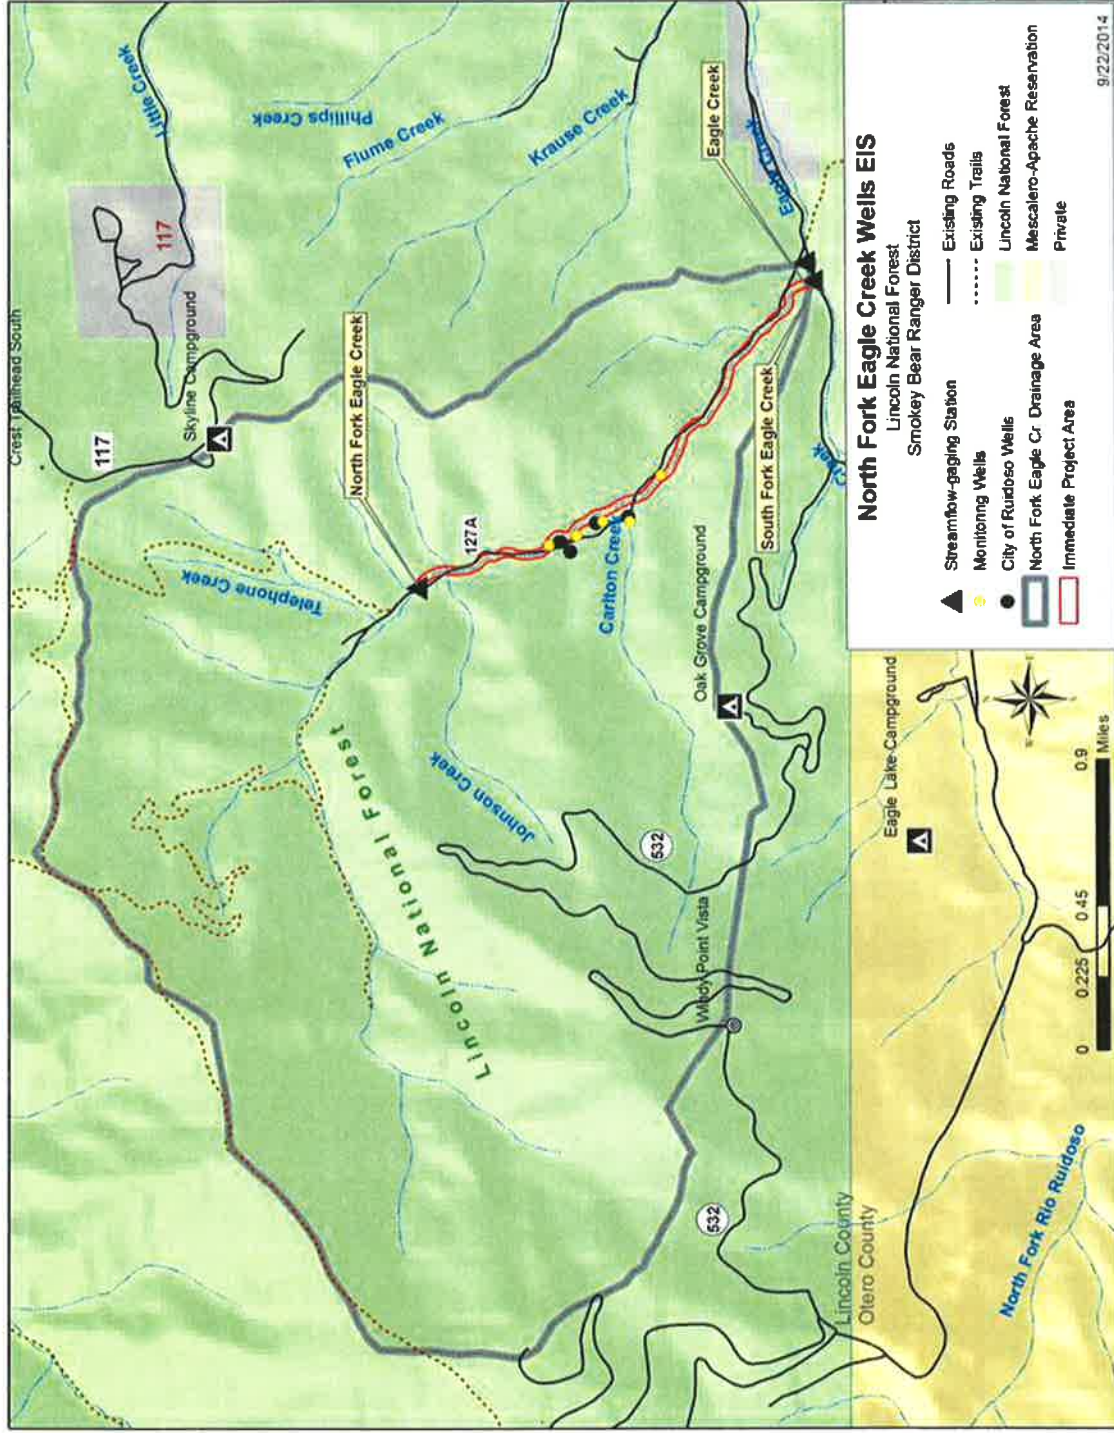 Crest Trailhead South
Little Creek
117
117
Skyline Campground
Phillips Creek
Flume Creek
Krause Creek
North Fork Eagle Creek
Eagle Creek
Eagle Creek
Telephone Creek
127A
Carlton Creek
South Fork Eagle Creek
Creek
Oak Grove Campground
Johnson Creek
Lincoln National Forest
532
Windy Point Vista
532
Lincoln County
Otero County
Eagle Lake Campground
North Fork Rio Ruidoso
0 0.225 0.45 0.9
Miles
North Fork Eagle Creek Wells EIS
Lincoln National Forest
Smokey Bear Ranger District
Streamflow-gaging Station
Monitoring Wells
City of Ruidoso Wells
North Fork Eagle Cr. Drainage Area
Immediate Project Area
Existing Roads
Existing Trails
Lincoln National Forest
Mescalero-Apache Reservation
Private
9/22/2014